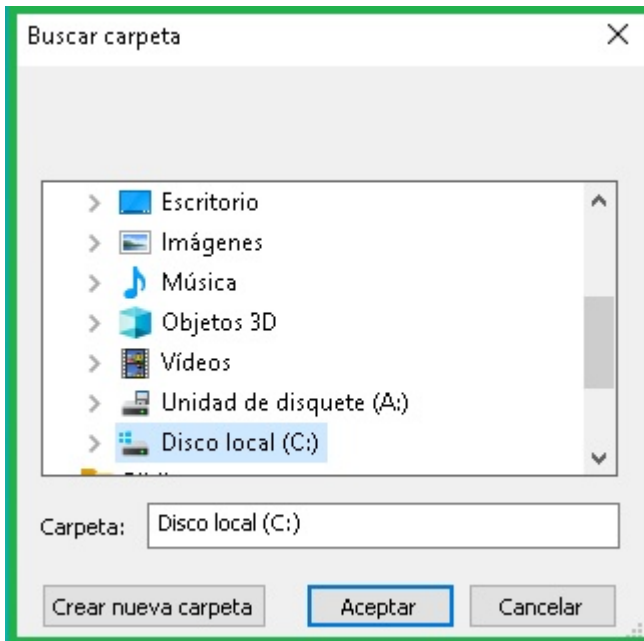 Buscar carpeta
Escritorio
Imágenes
Música
Objetos 3D
Vídeos
Unidad de disquete (A:)
Disco local (C:)
Carpeta: Disco local (C:)
Crear nueva carpeta Aceptar Cancelar